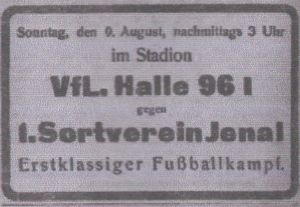 Sonntag, den 9. August, nachmittags 3 Uhr
im Stadion
VfL. Halle 96 I
gegen
1. Sortverein Jena I
Erstklassiger Fußballkampf.